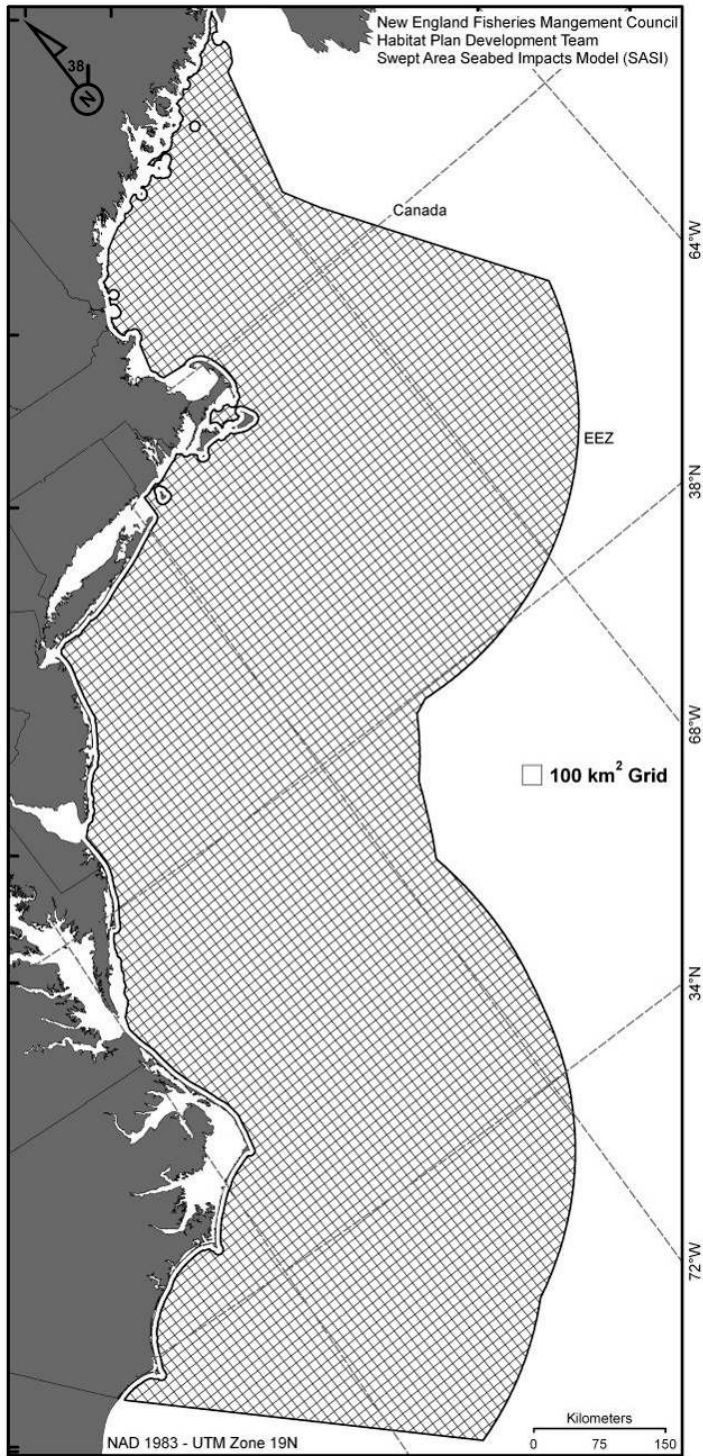 New England Fisheries Mangement Council
Habitat Plan Development Team
Swept Area Seabed Impacts Model (SASI)
38
N
Canada
64°W
EEZ
38°N
68°W
100 km² Grid
34°N
72°W
Kilometers
0 75 150
NAD 1983 - UTM Zone 19N